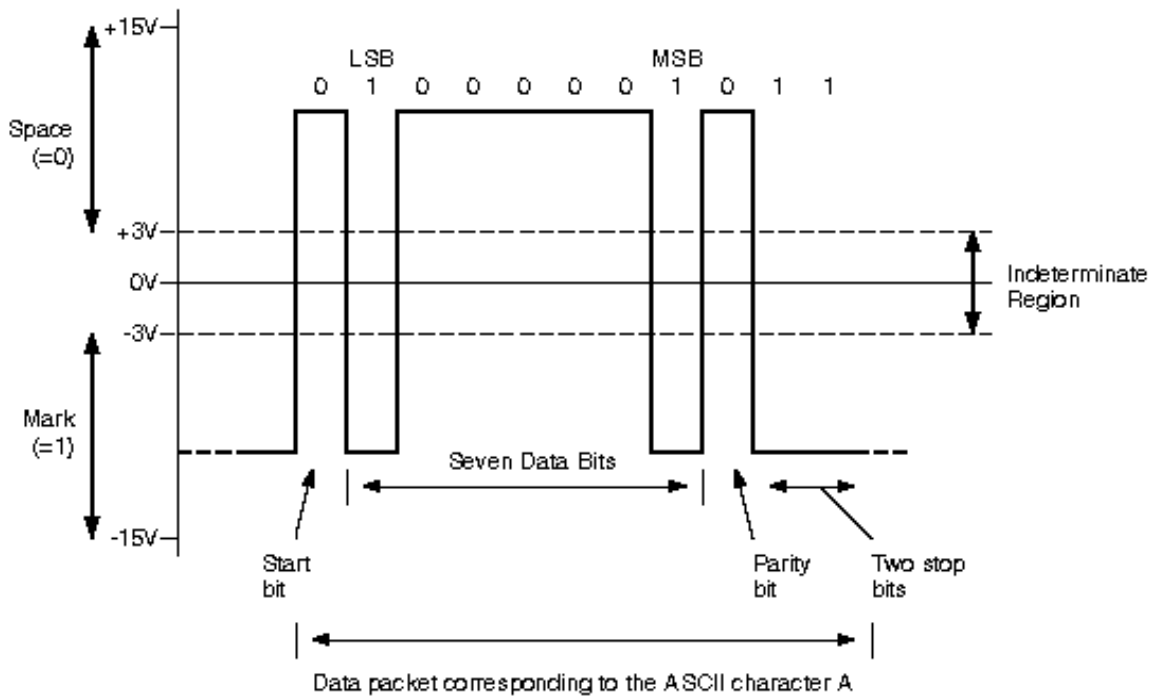 +15V
LSB MSB
0 1 0 0 0 0 0 1 0 1 1
Space
(=0)
+3V
0V
Indeterminate
Region
-3V
Mark
(=1)
Seven Data Bits
-15V
Start
bit
Parity
bit
Two stop
bits
Data packet corresponding to the ASCII character A